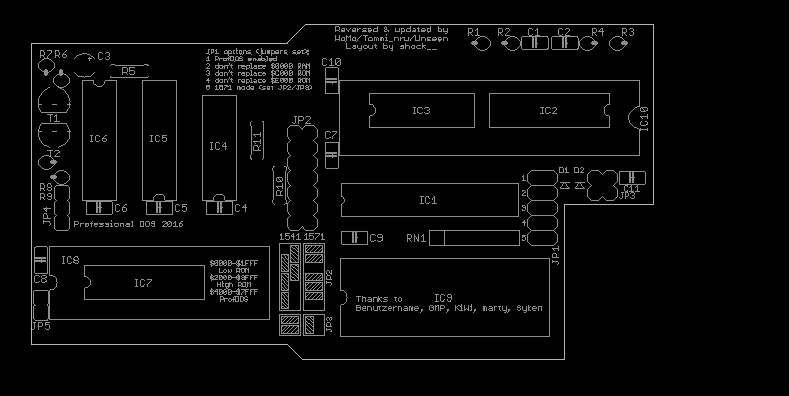 Reversed & updated by
WoMo/Tommi_nru/Unseen
Layout by shock__
R1
R2
C1
C2
R4
R3
R7
R6
C3
R5
JP1 options (jumpers set):
1 ProfDOS enabled
2 don't replace $8000 RAM
3 don't replace $C000 ROM
4 don't replace $E000 ROM
5 1571 mode (set JP2/JP3)
C10
IC3
IC2
IC10
T1
JP2
IC6
IC5
IC4
R11
C7
T2
R8
R9
JP4
R10
D1
D2
C11
JP3
IC1
1
2
3
4
5
C6
C5
C4
Professional DOS 2016
1541
1571
C9
RN1
JP1
C8
IC8
IC7
$0000-$1FFF
Low ROM
$2000-$3FFF
High ROM
$4000-$7FFF
ProfDOS
JP2
IC9
Thanks to
Benutzername, GMP, KiWi, marty, Syken
JP5
JP3